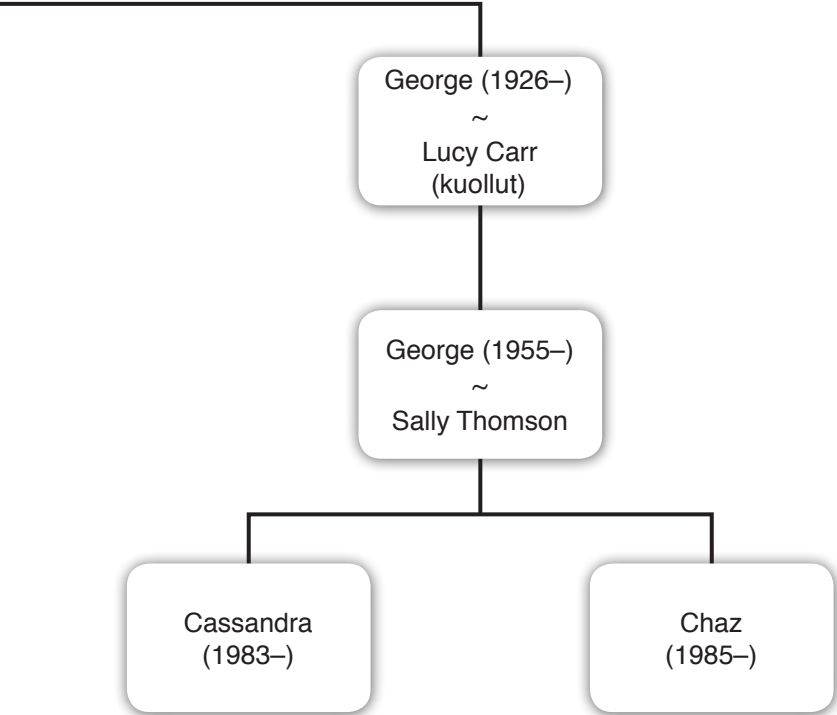 George (1926–)
~
Lucy Carr
(kuollut)
George (1955–)
~
Sally Thomson
Cassandra
(1983–)
Chaz
(1985–)